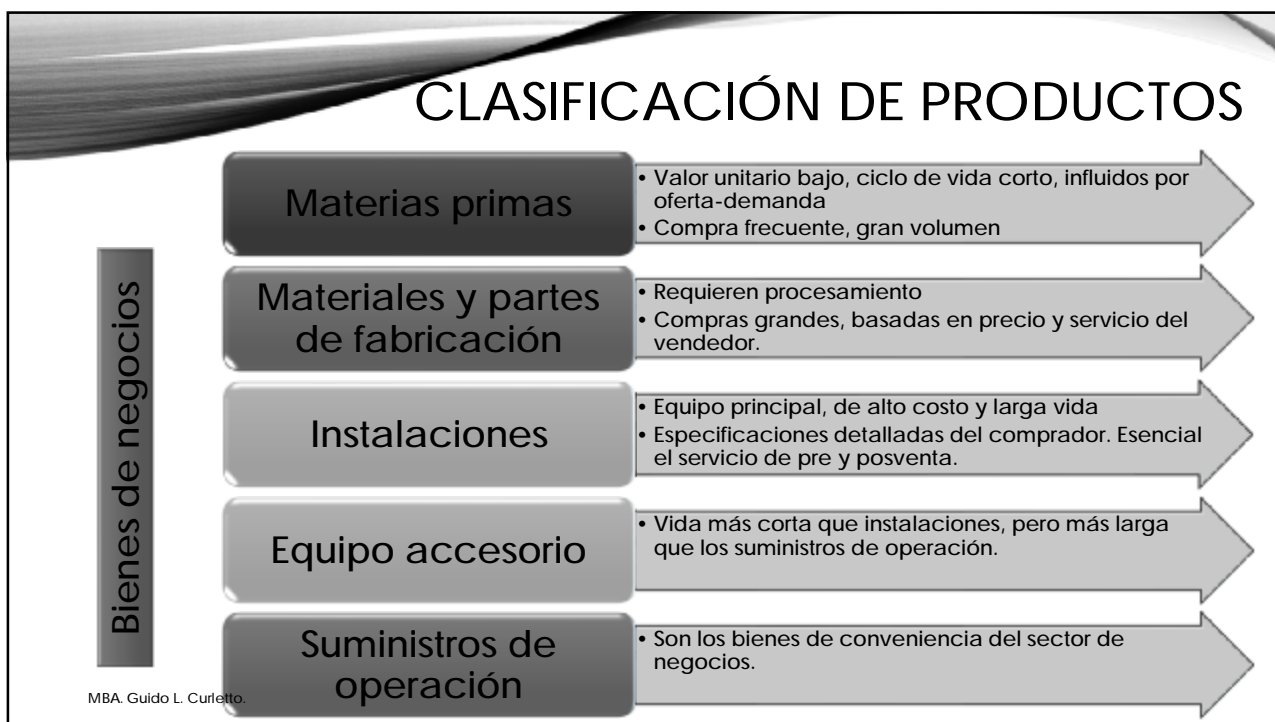 CLASIFICACIÓN DE PRODUCTOS
Bienes de negocios
Materias primas
• Valor unitario bajo, ciclo de vida corto, influidos por
oferta-demanda
• Compra frecuente, gran volumen
Materiales y partes
de fabricación
• Requieren procesamiento
• Compras grandes, basadas en precio y servicio del
vendedor.
Instalaciones
• Equipo principal, de alto costo y larga vida
• Especificaciones detalladas del comprador. Esencial
el servicio de pre y posventa.
Equipo accesorio
• Vida más corta que instalaciones, pero más larga
que los suministros de operación.
Suministros de
operación
• Son los bienes de conveniencia del sector de
negocios.
MBA. Guido L. Curletto.